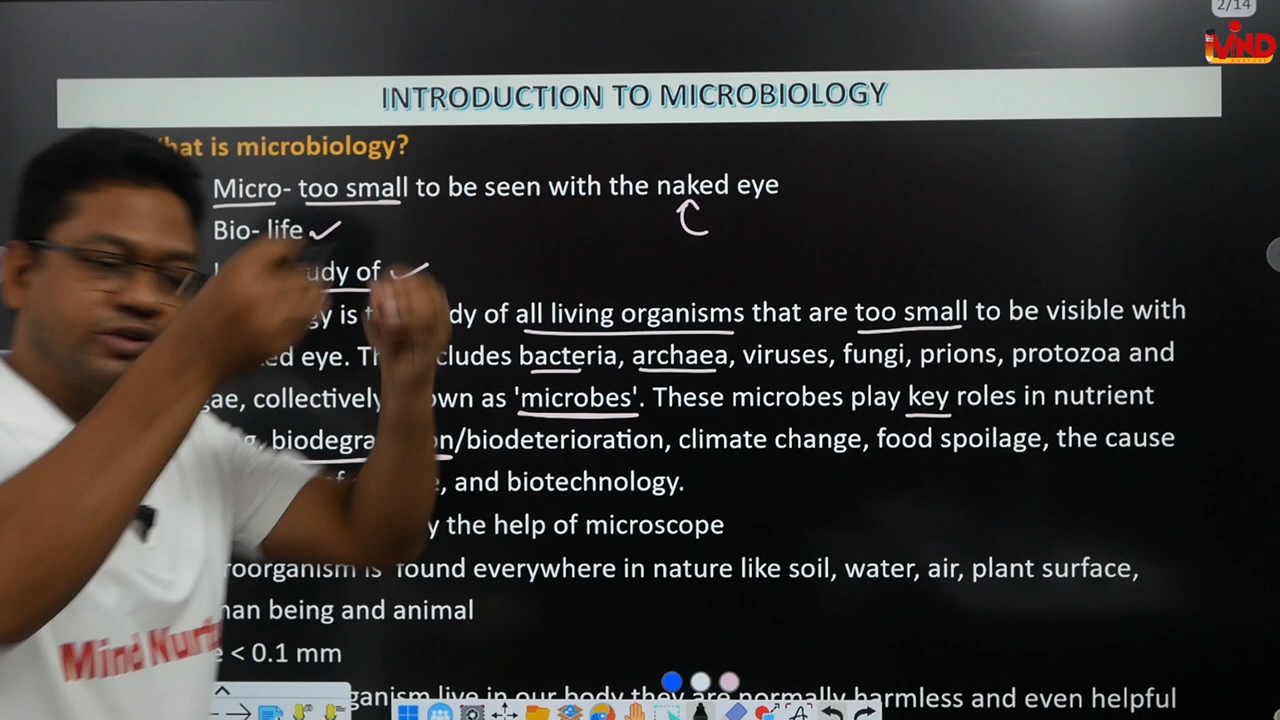 2/14
MIND
INTRODUCTION TO MICROBIOLOGY
hat is microbiology?
Micro- too small to be seen with the naked eye
Bio- life
udy of
gy is t dy of all living organisms that are too small to be visible with
ed eye. Th cludes bacteria, archaea, viruses, fungi, prions, protozoa and
gae, collectively own as 'microbes'. These microbes play key roles in nutrient
g, biodegra on/biodeterioration, climate change, food spoilage, the cause
, and biotechnology.
y the help of microscope
roorganism is found everywhere in nature like soil, water, air, plant surface,
man being and animal
e < 0.1 mm
ganism live in our body they are normally harmless and even helpful
Mind Nurtu